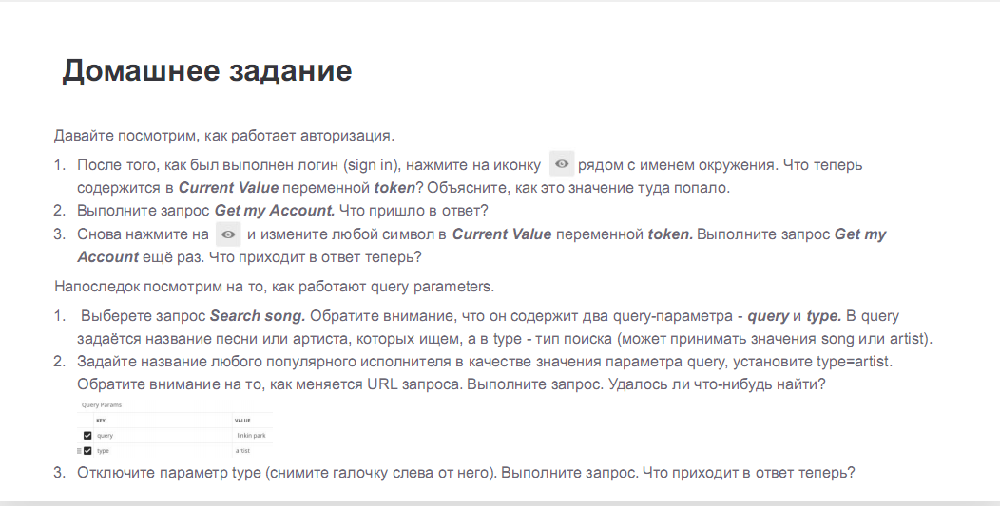 Домашнее задание
Давайте посмотрим, как работает авторизация.
1. После того, как был выполнен логин (sign in), нажмите на иконку рядом с именем окружения. Что теперь
содержится в Current Value переменной token? Объясните, как это значение туда попало.
2. Выполните запрос Get my Account. Что пришло в ответ?
3. Снова нажмите на и измените любой символ в Current Value переменной token. Выполните запрос Get my
Account ещё раз. Что приходит в ответ теперь?
Напоследок посмотрим на то, как работают query parameters.
1. Выберете запрос Search song. Обратите внимание, что он содержит два query-параметра - query и type. В query
задаётся название песни или артиста, которых ищем, а в type - тип поиска (может принимать значения song или artist).
2. Задайте название любого популярного исполнителя в качестве значения параметра query, установите type=artist.
Обратите внимание на то, как меняется URL запроса. Выполните запрос. Удалось ли что-нибудь найти?
Query Params
KEY VALUE
query linkin park
type artist
3. Отключите параметр type (снимите галочку слева от него). Выполните запрос. Что приходит в ответ теперь?